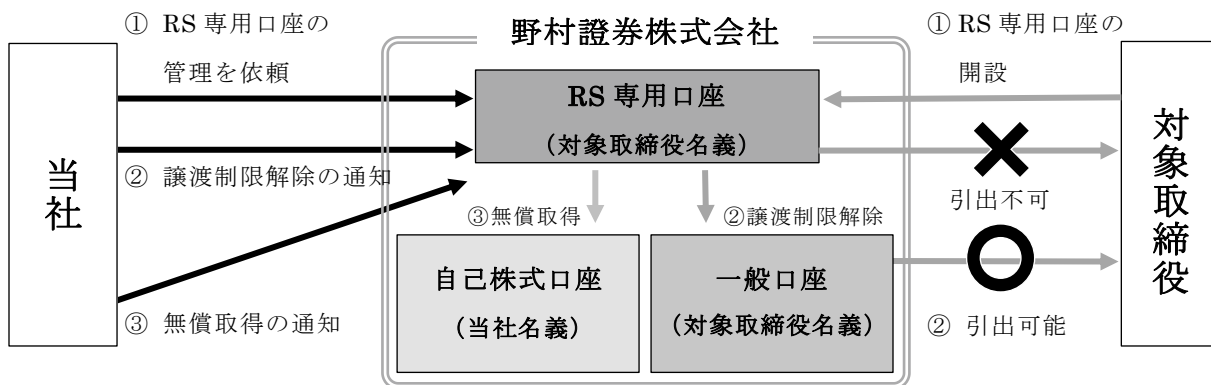 ① RS 専用口座の
管理を依頼
当社
② 譲渡制限解除の通知
③ 無償取得の通知
野村證券株式会社
RS 専用口座
(対象取締役名義)
③無償取得
②譲渡制限解除
自己株式口座
(当社名義)
一般口座
(対象取締役名義)
① RS 専用口座の
開設
引出不可
② 引出可能
対象取締役